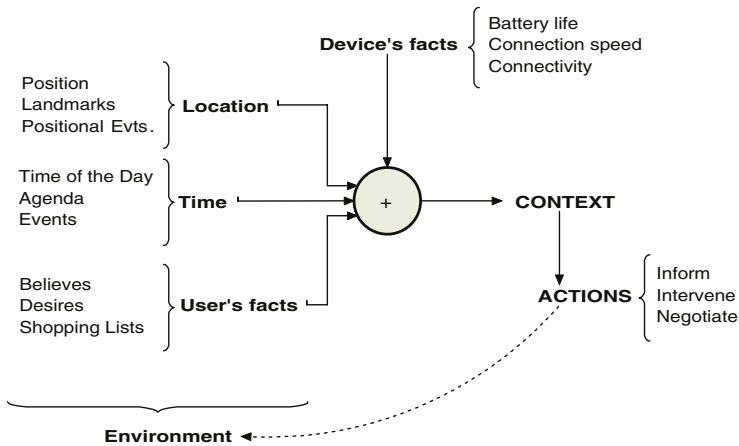 Device's facts
Battery life
Connection speed
Connectivity
Position
Landmarks
Positional Evts.
Location
Time of the Day
Agenda
Events
Time
+
CONTEXT
Believes
Desires
Shopping Lists
User's facts
ACTIONS
Inform
Intervene
Negotiate
Environment